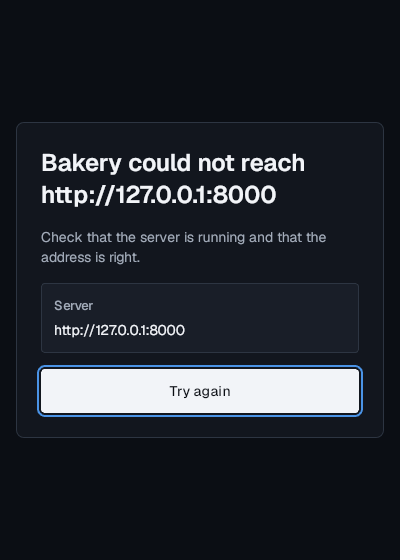 Bakery could not reach
http://127.0.0.1:8000
Check that the server is running and that the
address is right.
Server
http://127.0.0.1:8000
Try again